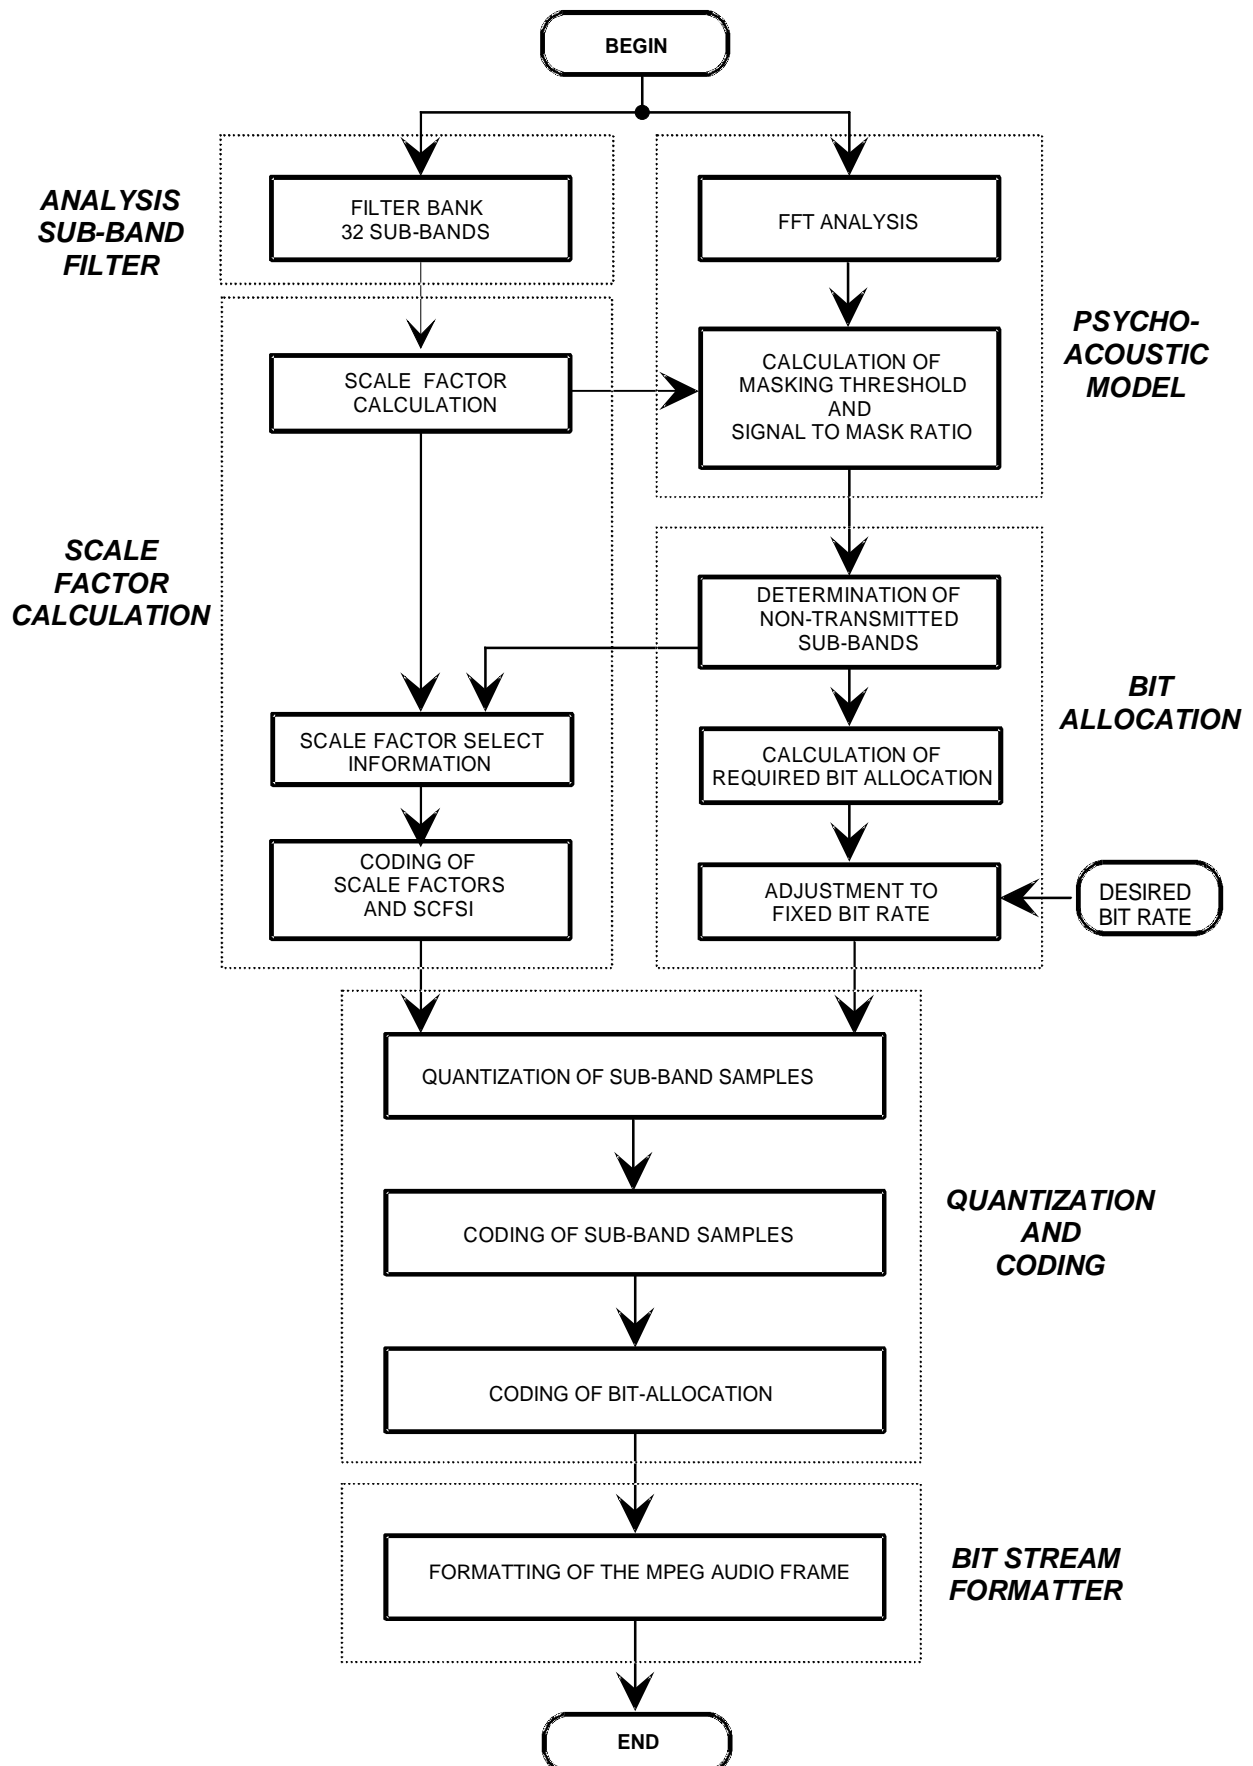 BEGIN
ANALYSIS
SUB-BAND
FILTER
FILTER BANK
32 SUB-BANDS
FFT ANALYSIS
PSYCHO-
ACOUSTIC
MODEL
SCALE FACTOR
CALCULATION
CALCULATION OF
MASKING THRESHOLD
AND
SIGNAL TO MASK RATIO
SCALE
FACTOR
CALCULATION
DETERMINATION OF
NON-TRANSMITTED
SUB-BANDS
BIT
ALLOCATION
SCALE FACTOR SELECT
INFORMATION
CALCULATION OF
REQUIRED BIT ALLOCATION
CODING OF
SCALE FACTORS
AND SCFSI
ADJUSTMENT TO
FIXED BIT RATE
DESIRED
BIT RATE
QUANTIZATION OF SUB-BAND SAMPLES
CODING OF SUB-BAND SAMPLES
QUANTIZATION
AND
CODING
CODING OF BIT-ALLOCATION
FORMATTING OF THE MPEG AUDIO FRAME
BIT STREAM
FORMATTER
END